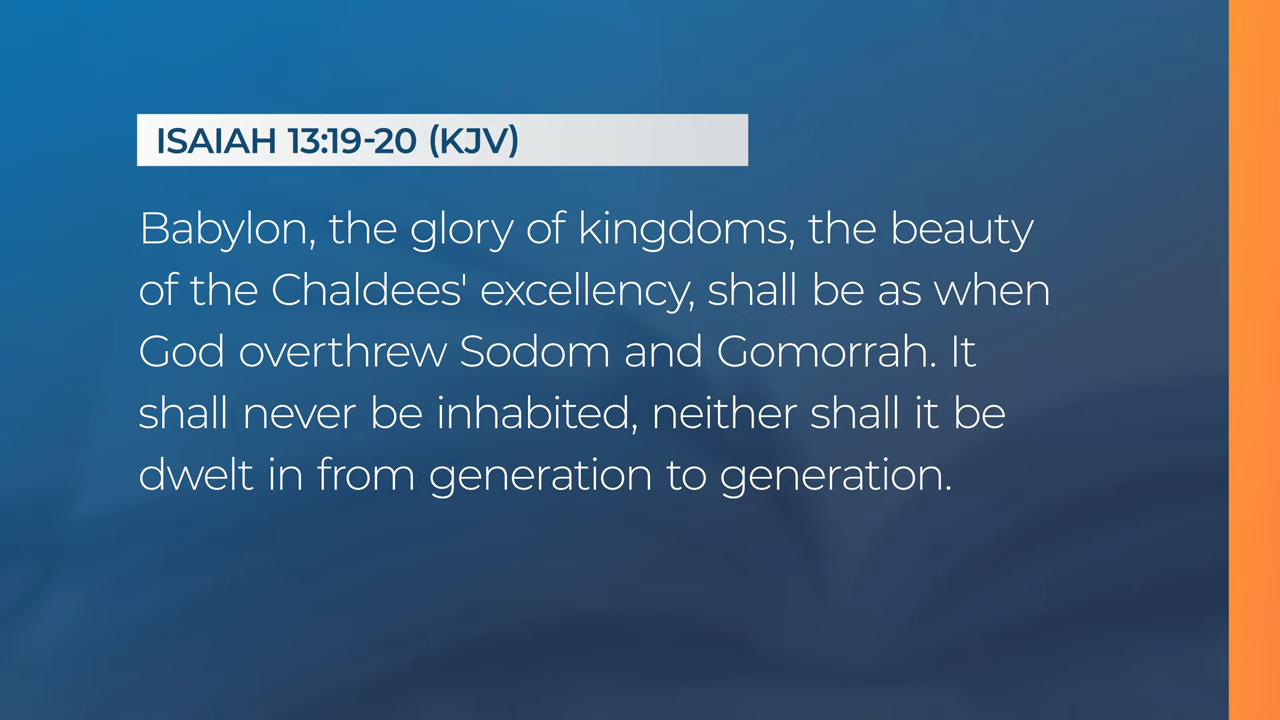 ISAIAH 13:19-20 (KJV)
Babylon, the glory of kingdoms, the beauty
of the Chaldees' excellency, shall be as when
God overthrew Sodom and Gomorrah. It
shall never be inhabited, neither shall it be
dwelt in from generation to generation.